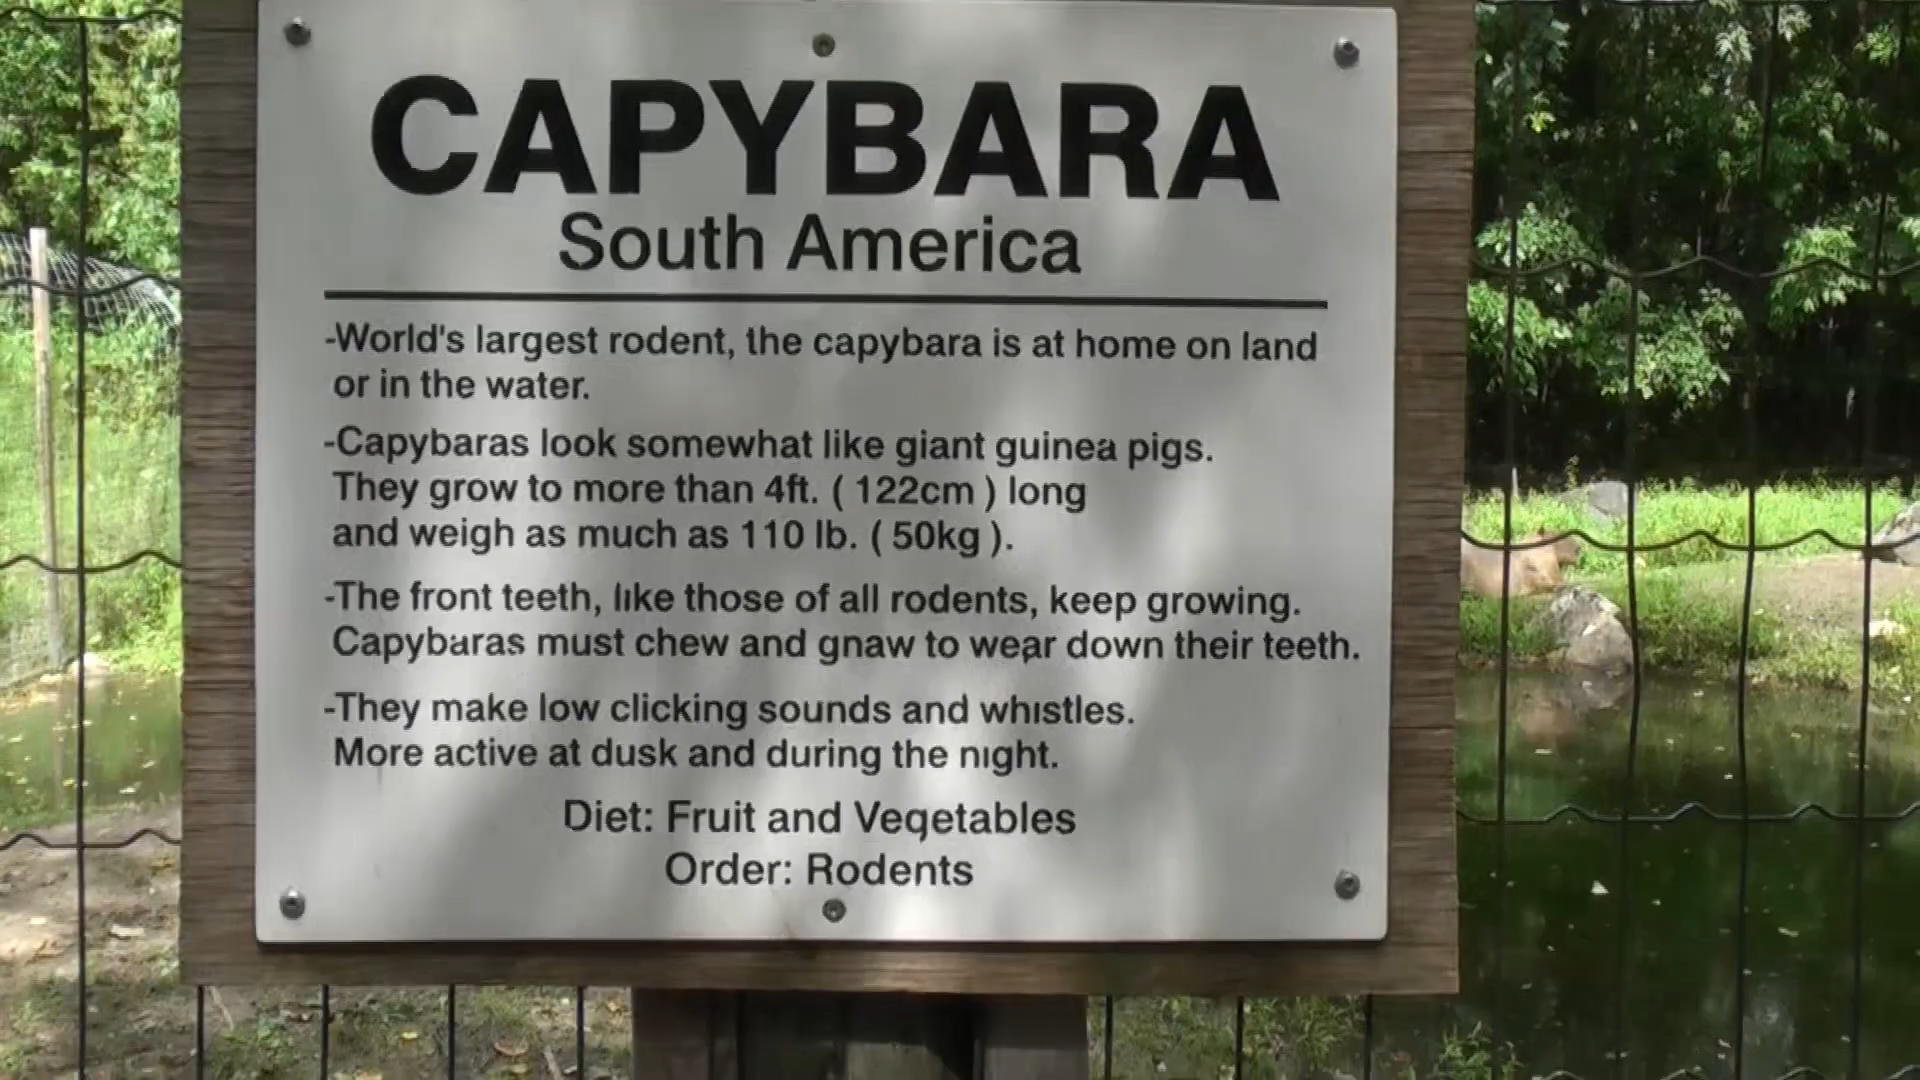 CAPYBARA
South America
-World's largest rodent, the capybara is at home on land
or in the water.
-Capybaras look somewhat like giant guinea pigs.
They grow to more than 4ft. ( 122cm ) long
and weigh as much as 110 lb. ( 50kg ).
-The front teeth, like those of all rodents, keep growing.
Capybaras must chew and gnaw to wear down their teeth.
-They make low clicking sounds and whistles.
More active at dusk and during the night.
Diet: Fruit and Vegetables
Order: Rodents